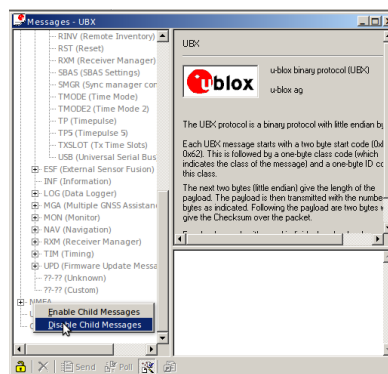 Messages - UBX
RINV (Remote Inventory)
RST (Reset)
RXM (Receiver Manager)
SBAS (SBAS Settings)
SMGR (Sync manager cor
TMODE (Time Mode)
TMODE2 (Time Mode 2)
TP (Timepulse)
TP5 (Timepulse 5)
TXSLOT (Tx Time Slots)
USB (Universal Serial Bus
ESF (External Sensor Fusion)
INF (Information)
LOG (Data Logger)
MGA (Multiple GNSS Assistan
MON (Monitor)
NAV (Navigation)
RXM (Receiver Manager)
TIM (Timing)
UPD (Firmware Update Messa
??-?? (Unknown)
??-?? (Custom)
NMEA
Enable Child Messages
Disable Child Messages
Send
Poll
UBX
ublox
u-blox binary protocol (UBX)
u-blox ag
The UBX protocol is a binary protocol with little endian by
Each UBX message starts with a two byte start code (0x
0x62). This is followed by a one-byte class code (which
indicates the class of the message) and a one-byte ID co
this class.
The next two bytes (little endian) give the length of the
payload. The payload is then transmitted with the numbe
bytes as indicated. Following the payload are two bytes
give the Checksum over the packet.